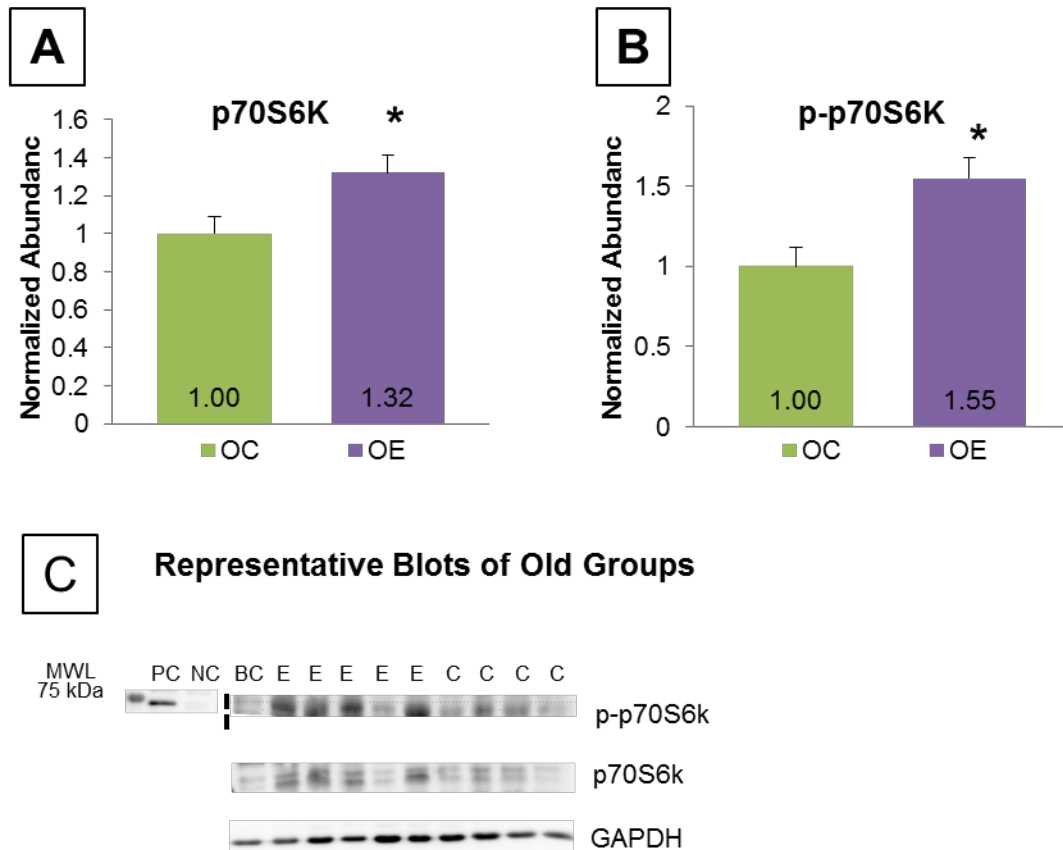 A
p70S6K
*
Normalized Abundanc
1.6
1.4
1.2
1
0.8
0.6
0.4
0.2
0
1.00
1.32
OC
OE
B
p-p70S6K
*
Normalized Abundanc
2
1.5
1
0.5
0
1.00
1.55
OC
OE
C
Representative Blots of Old Groups
MWL
75 kDa
PC NC BC E E E E E C C C C
p-p70S6k
p70S6k
GAPDH